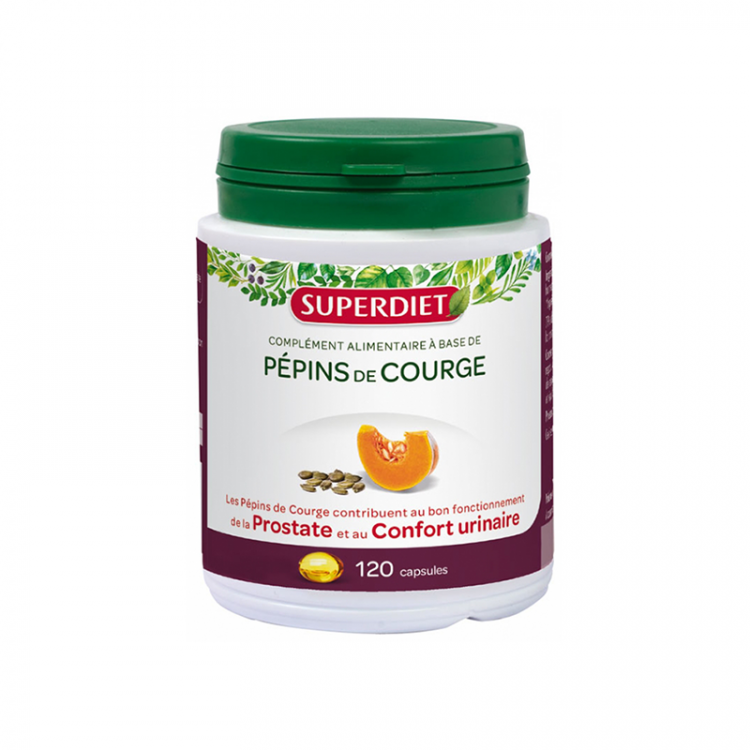 SUPERDIET
COMPLÉMENT ALIMENTAIRE À BASE DE
PÉPINS DE COURGE
Les Pépins de Courge contribuent au bon fonctionnement
de la Prostate et au Confort urinaire
120 capsules